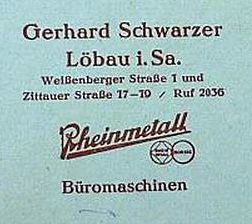 Gerhard Schwarzer
Löbau i. Sa.
Weißenberger Straße 1 und
Zittauer Straße 17-19 / Ruf 2036
Rheinmetall
Büromaschinen